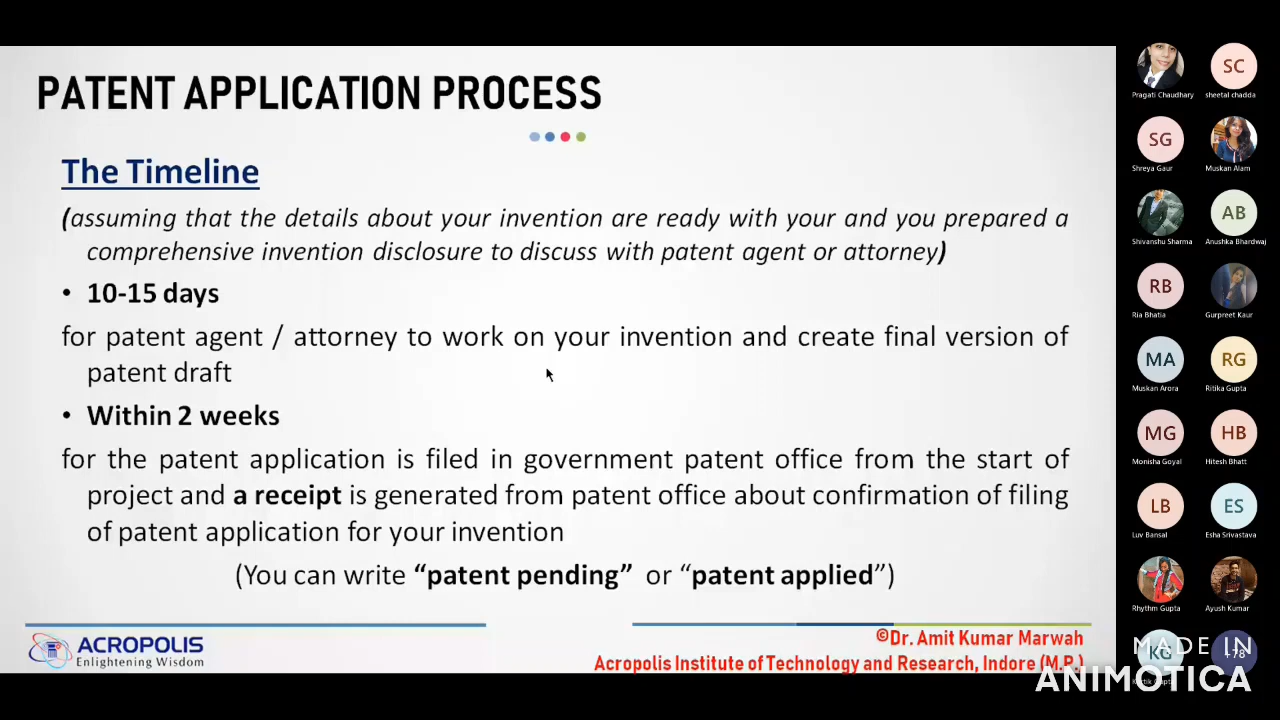 PATENT APPLICATION PROCESS
The Timeline
(assuming that the details about your invention are ready with your and you prepared a
comprehensive invention disclosure to discuss with patent agent or attorney)
• 10-15 days
for patent agent / attorney to work on your invention and create final version of
patent draft
• Within 2 weeks
for the patent application is filed in government patent office from the start of
project and a receipt is generated from patent office about confirmation of filing
of patent application for your invention
(You can write “patent pending” or “patent applied”)
ACROPOLIS
Enlightening Wisdom
©Dr. Amit Kumar Marwah
Acropolis Institute of Technology and Research, Indore (M.P.)
SC
Pragati Chaudhary
sheetal chadda
SG
Shreya Gaur
Muskan Alam
AB
Shivanshu Sharma
Anushka Bhardwaj
RB
Ria Bhatia
Gurpreet Kaur
MA
RG
Muskan Arora
Ritika Gupta
MG
HB
Monisha Goyal
Hitesh Bhatt
LB
ES
Luv Bansal
Esha Srivastava
Rhythm Gupta
Ayush Kumar
KG
+78
MADE IN
ANIMOTICA